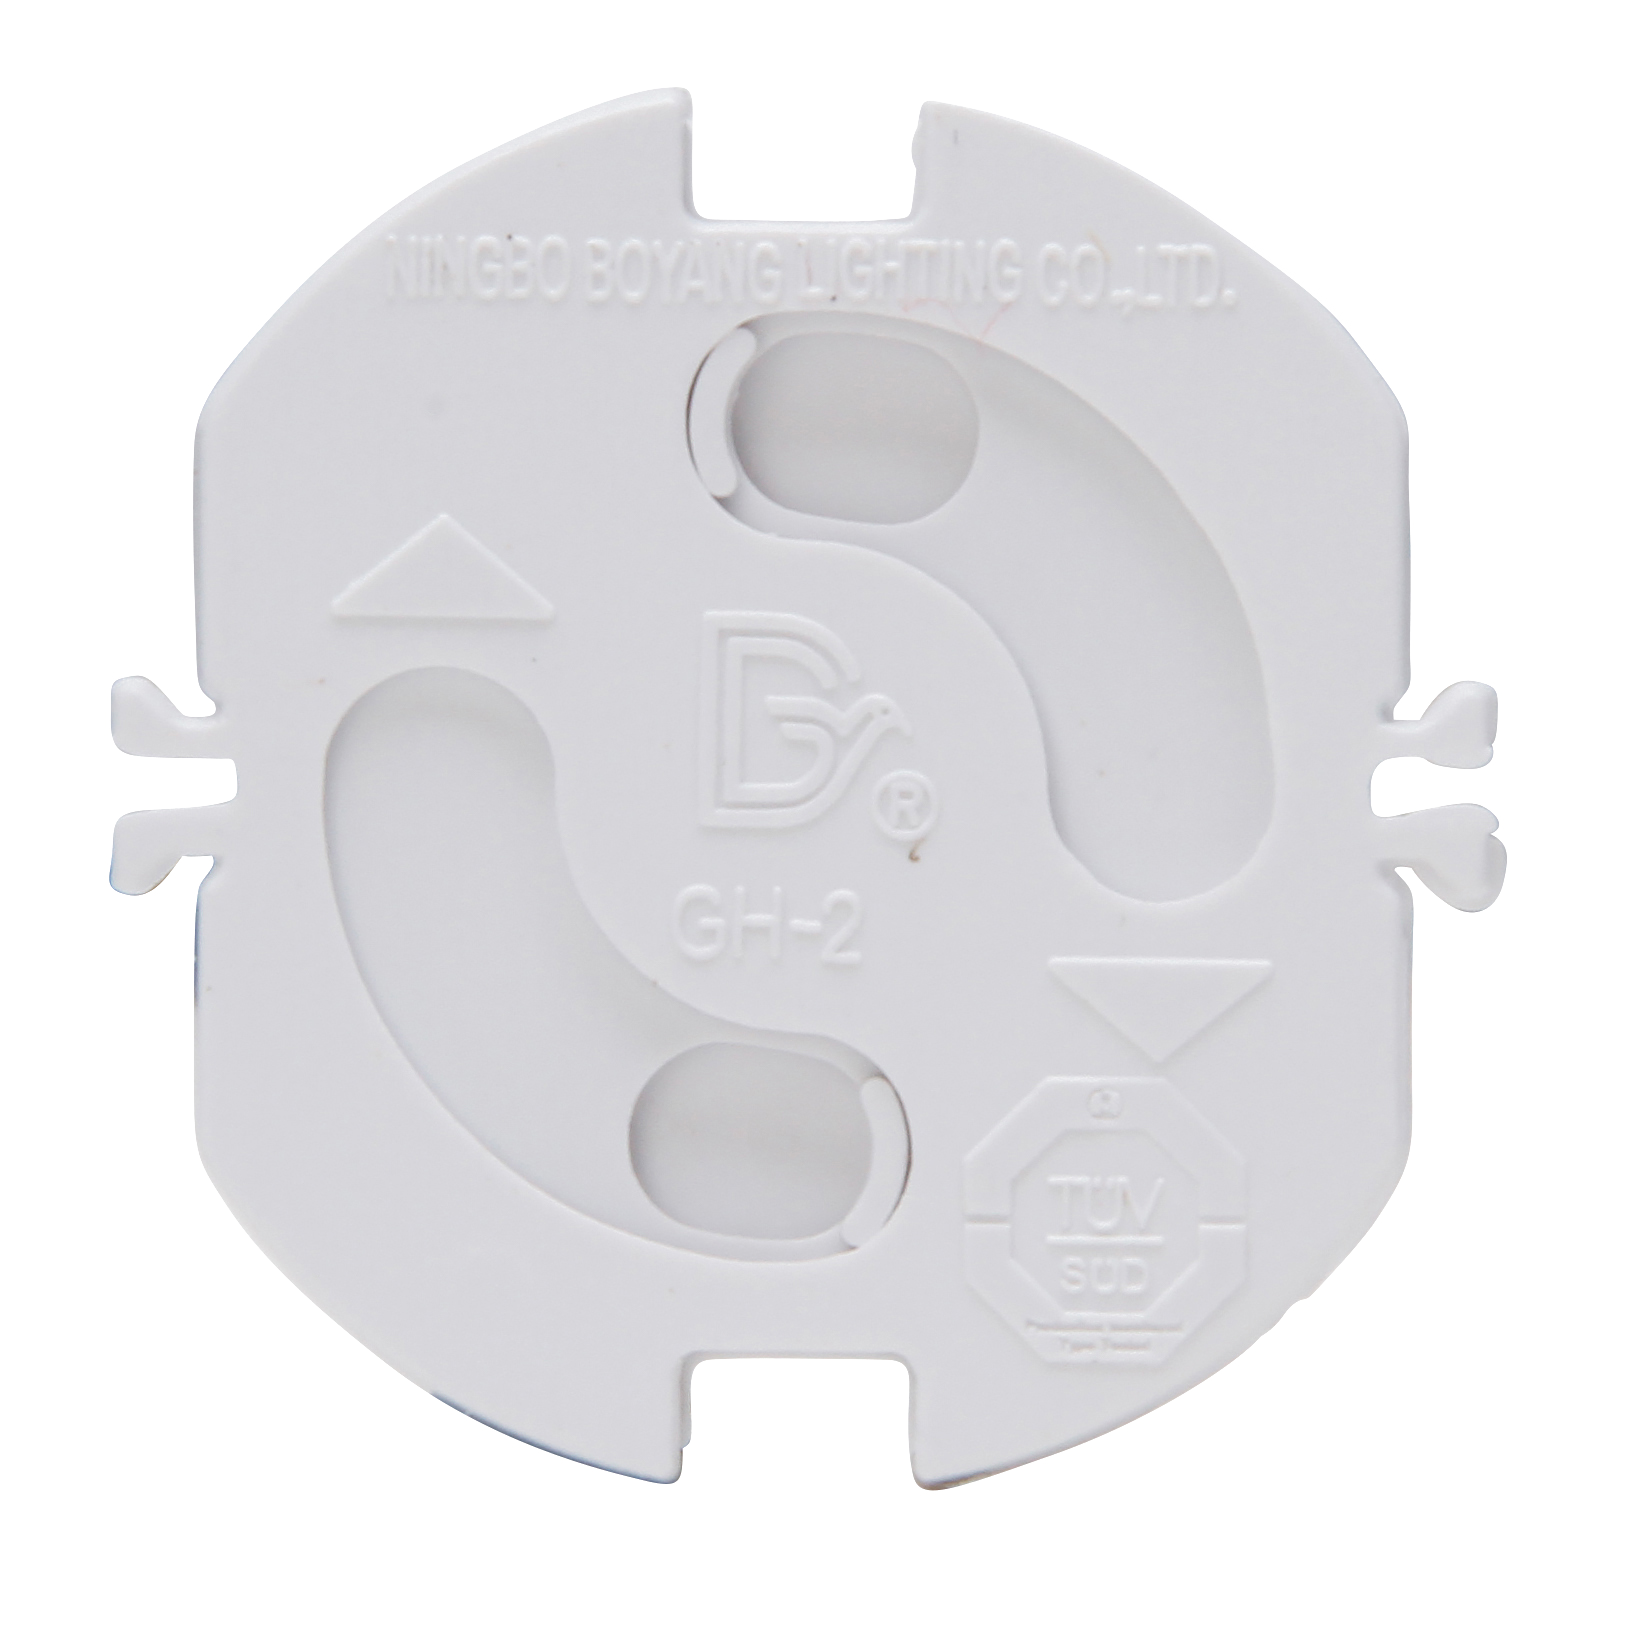 NINGBO BOYANG LIGHTING CO.,LTD.
®
GH-2
TÜV
SÜD